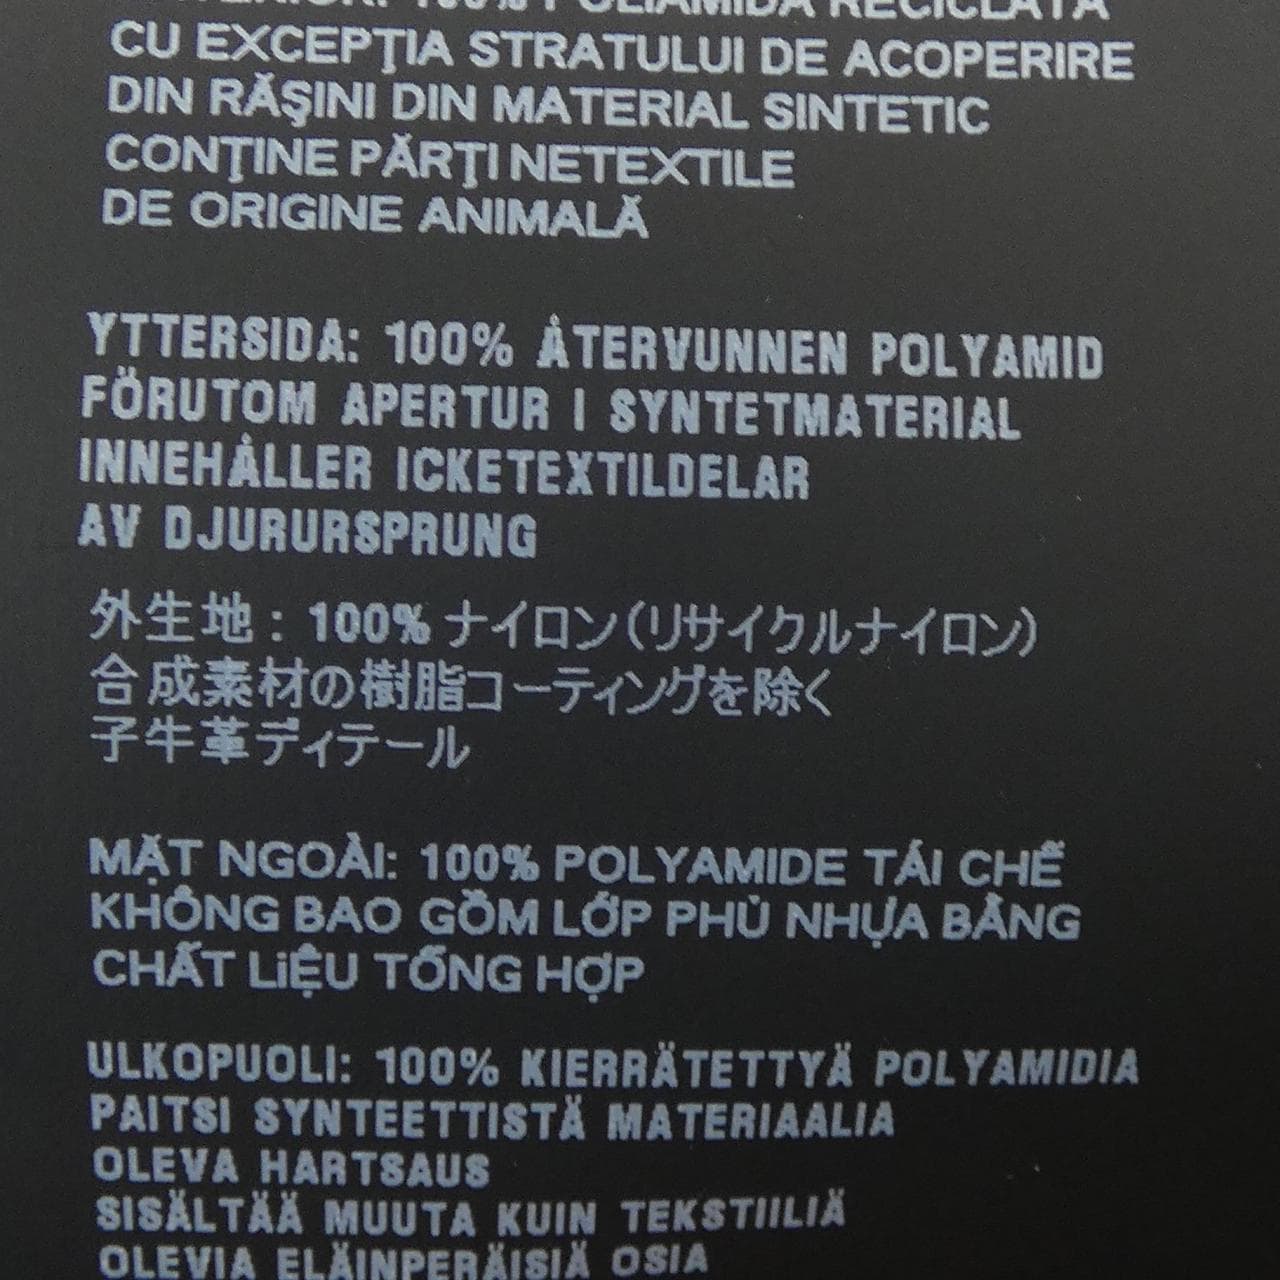 100% POLIAMIDĂ RECICLATĂ
CU EXCEPŢIA STRATULUI DE ACOPERIRE
DIN RĂŞINI DIN MATERIAL SINTETIC
CONŢINE PĂRŢI NETEXTILE
DE ORIGINE ANIMALĂ
YTTERSIDA: 100% ÅTERVUNNEN POLYAMID
FÖRUTOM APERTUR I SYNTETMATERIAL
INNEHÅLLER ICKETEXTILDELAR
AV DJURURSPRUNG
外生地：100% ナイロン(リサイクルナイロン)
合成素材の樹脂コーティングを除く
子牛革ディテール
MẶT NGOÀI: 100% POLYAMIDE TÁI CHẾ
KHÔNG BAO GỒM LỚP PHỦ NHỰA BẰNG
CHẤT LiỆU TỔNG HỢP
ULKOPUOLI: 100% KIERRÄTETTYÄ POLYAMIDIA
PAITSI SYNTEETTISTÄ MATERIAALIA
OLEVA HARTSAUS
SISÄLTÄÄ MUUTA KUIN TEKSTIILIÄ
OLEVIA ELÄINPERÄISIÄ OSIA